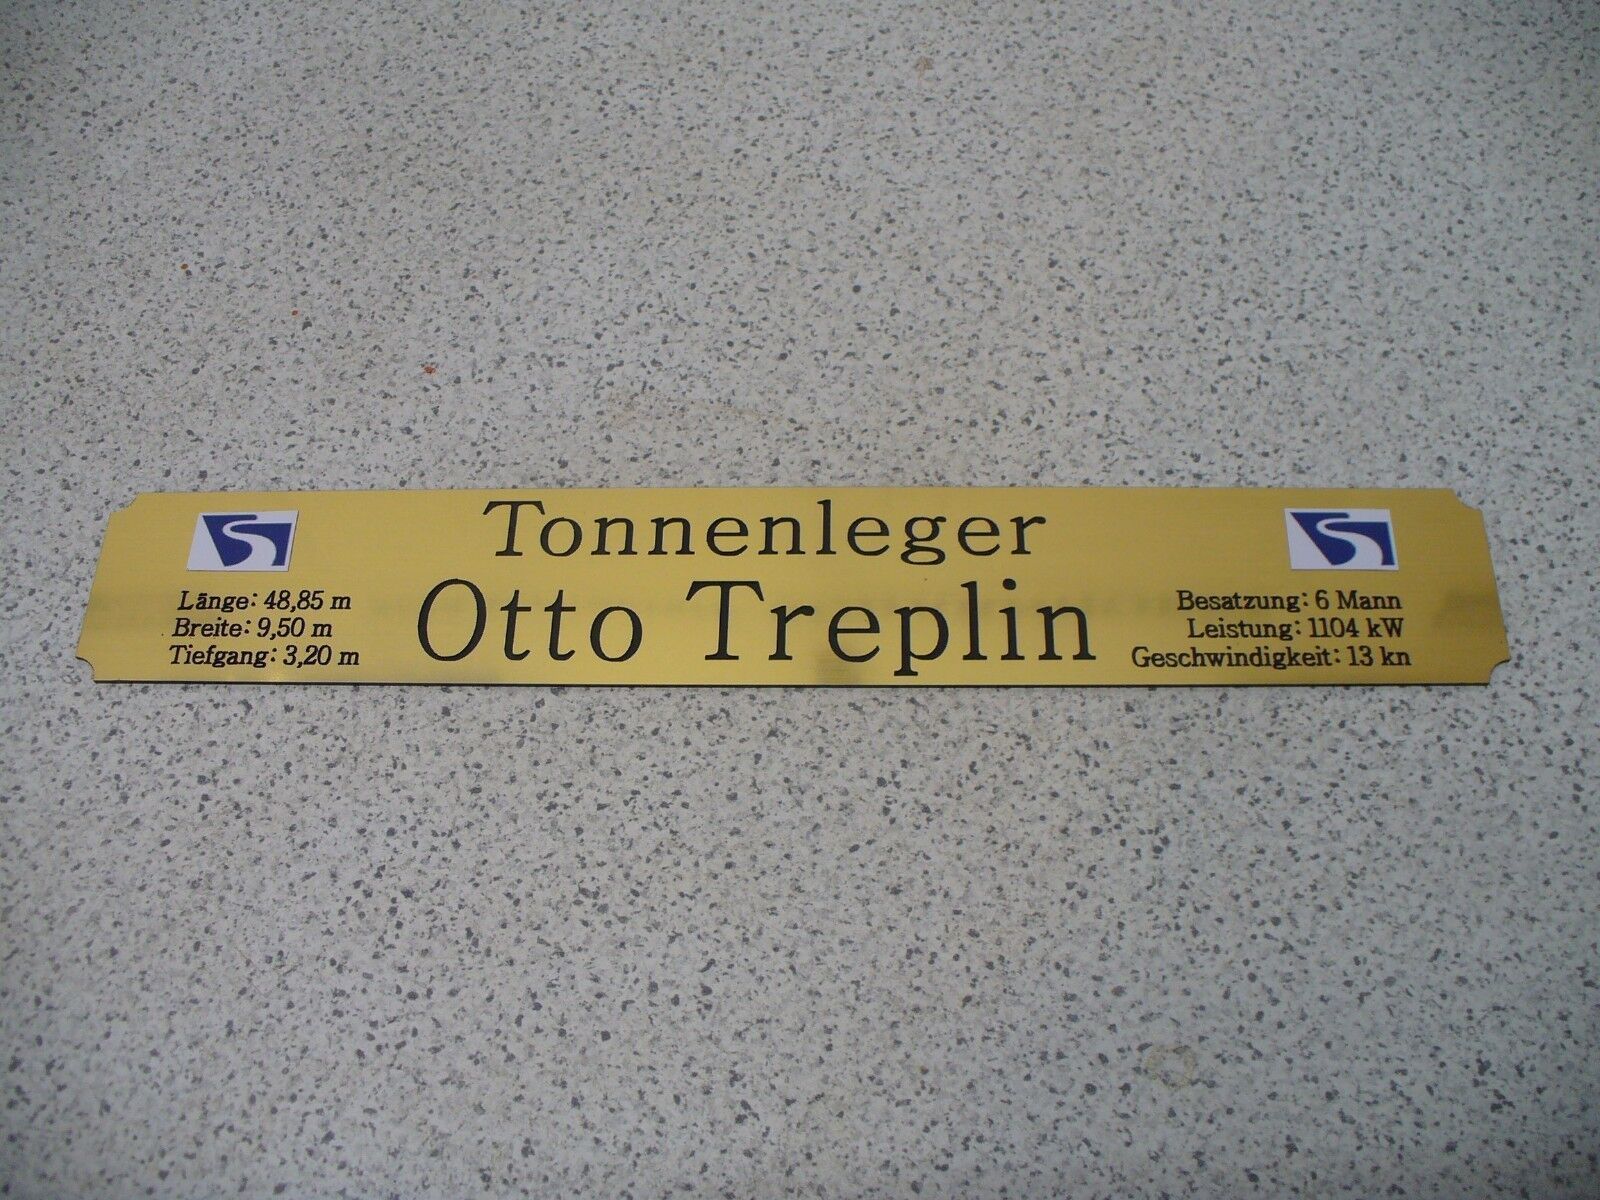 Tonnenleger
Otto Treplin
Länge: 48,85 m
Breite: 9,50 m
Tiefgang: 3,20 m
Besatzung: 6 Mann
Leistung: 1104 kW
Geschwindigkeit: 13 kn